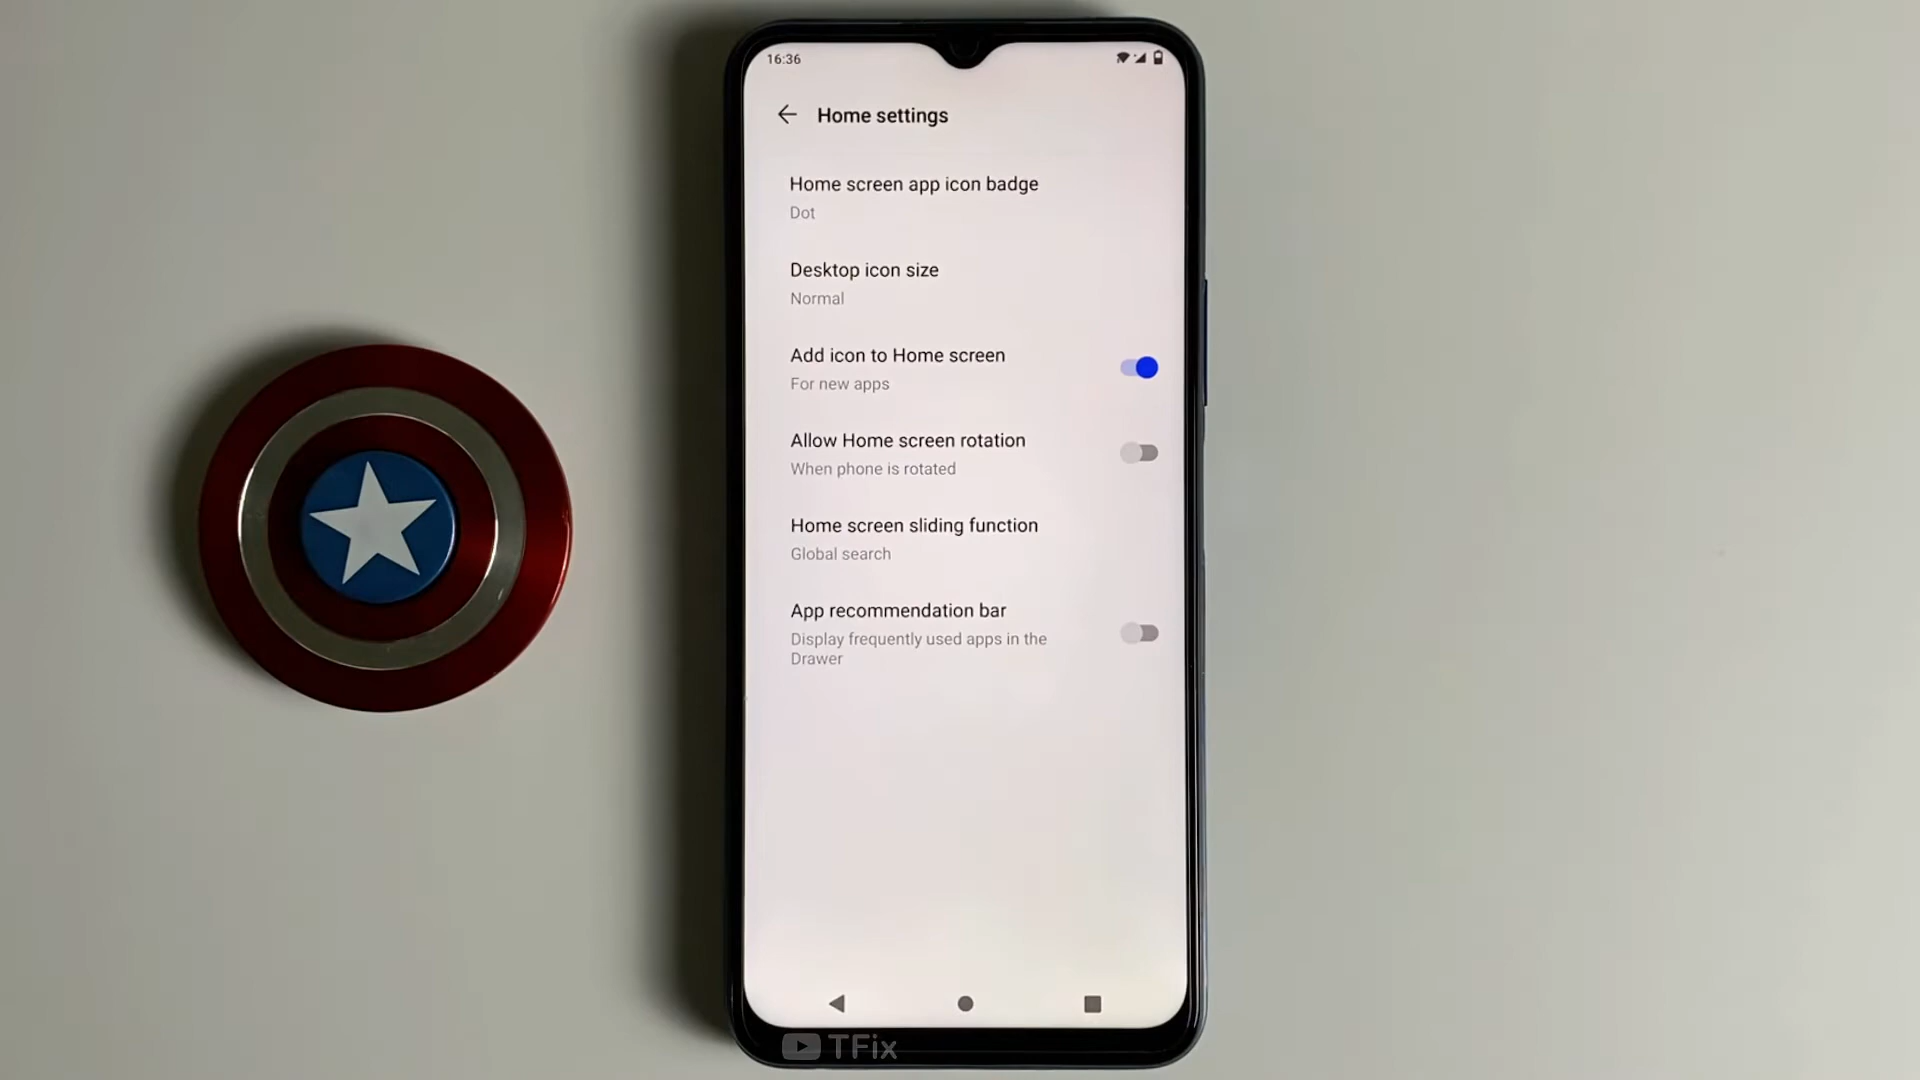 16:36
Home settings
Home screen app icon badge
Dot
Desktop icon size
Normal
Add icon to Home screen
For new apps
Allow Home screen rotation
When phone is rotated
Home screen sliding function
Global search
App recommendation bar
Display frequently used apps in the
Drawer
TFix